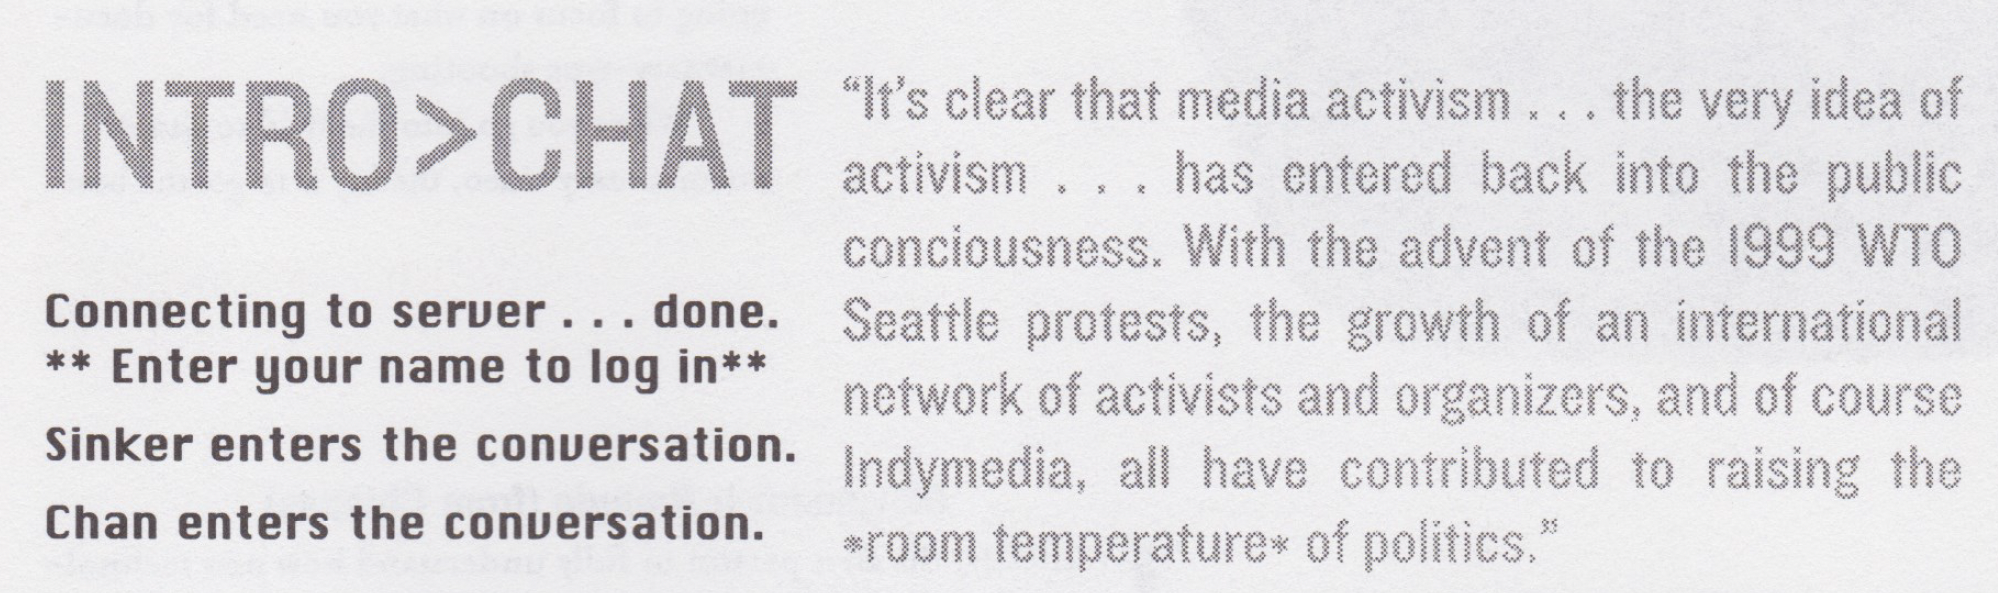 INTRO>CHAT
Connecting to server . . . done.
** Enter your name to log in**
Sinker enters the conversation.
Chan enters the conversation.
“It’s clear that media activism . . . the very idea of
activism . . . has entered back into the public
conciousness. With the advent of the 1999 WTO
Seattle protests, the growth of an international
network of activists and organizers, and of course
Indymedia, all have contributed to raising the
*room temperature* of politics.”